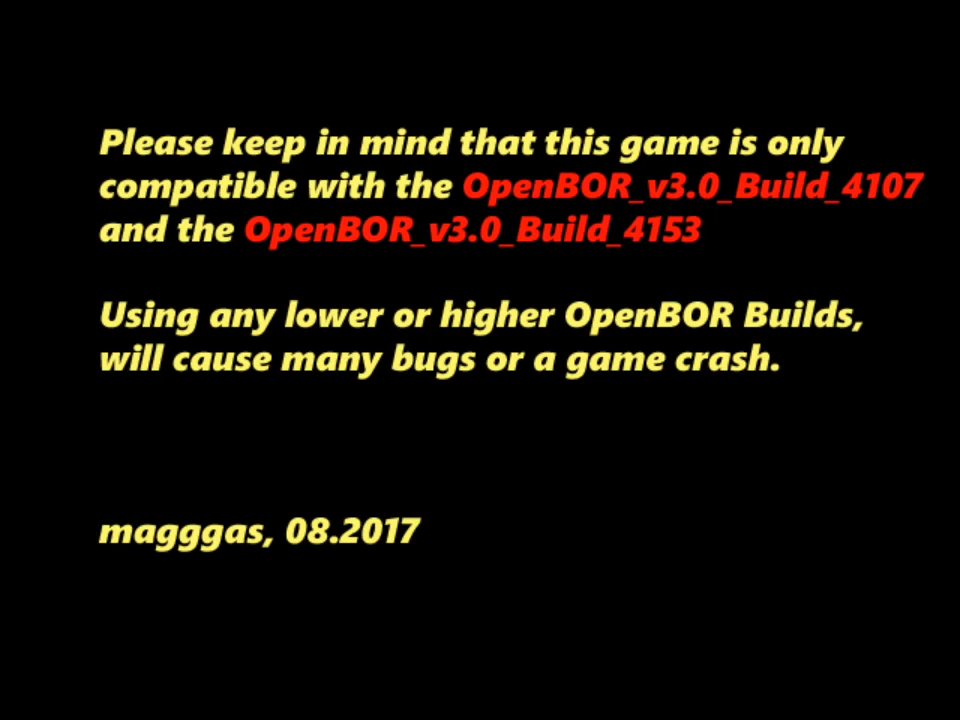 Please keep in mind that this game is only
compatible with the OpenBOR_v3.0_Build_4107
and the OpenBOR_v3.0_Build_4153
Using any lower or higher OpenBOR Builds,
will cause many bugs or a game crash.
magggas, 08.2017